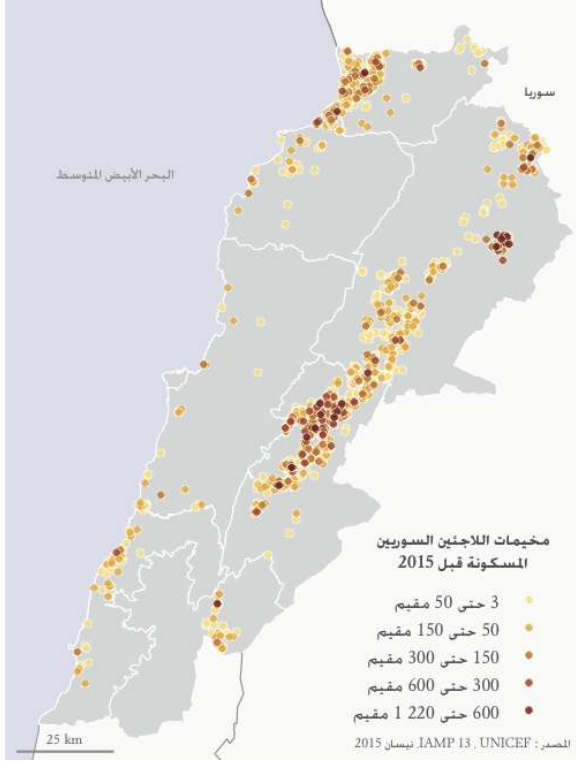 سوريا
البحر الأبيض المتوسط
مخيمات اللاجئين السوريين
المسكونة قبل 2015
3 حتى 50 مقيم
50 حتى 150 مقيم
150 حتى 300 مقيم
300 حتى 600 مقيم
600 حتى 220 1 مقيم
25 km
المصدر : IAMP 13 , UNICEF, نيسان 2015